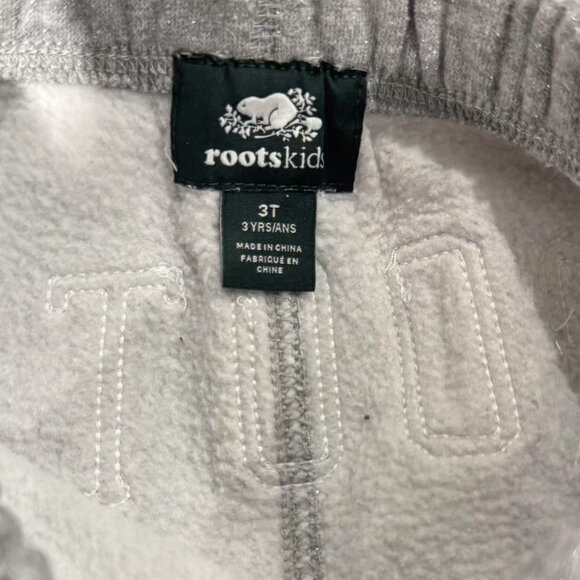 rootskids
3T
3 YRS/ANS
MADE IN CHINA
FABRIQUÉ EN
CHINE